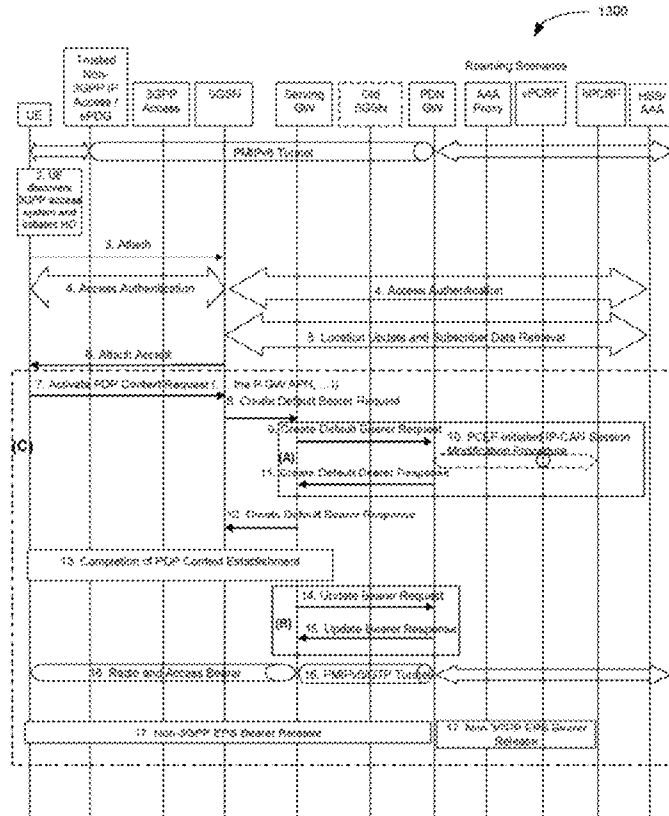 1300
Roaming Scenarios
UE
Trusted
Non-
3GPP IP
Access /
ePDG
3GPP
Access
SGSN
Serving
GW
Old
SGSN
PDN
GW
AAA
Proxy
vPCRF
hPCRF
HSS/
AAA
PMIPv6 Tunnel
2. UE
discovers
3GPP access
system and
initiates HO
3. Attach
4. Access Authentication
4. Access Authentication
5. Location Update and Subscriber Data Retrieval
6. Attach Accept
7. Activate PDP Context Request (. the P GW APN, ...)
8. Create Default Bearer Request
9. Create Default Bearer Request
10. PCEF Initiated IP-CAN Session
Modification Procedure
(C)
(A)
11. Create Default Bearer Response
12. Create Default Bearer Response
13. Completion of PDP Context Establishment
14. Update Bearer Request
(B)
15. Update Bearer Response
Radio and Access Bearer
16. PMIPv6/GTP Tunnel
17. Non-3GPP EPS Bearer Release
17. Non-3GPP EPS Bearer
Release